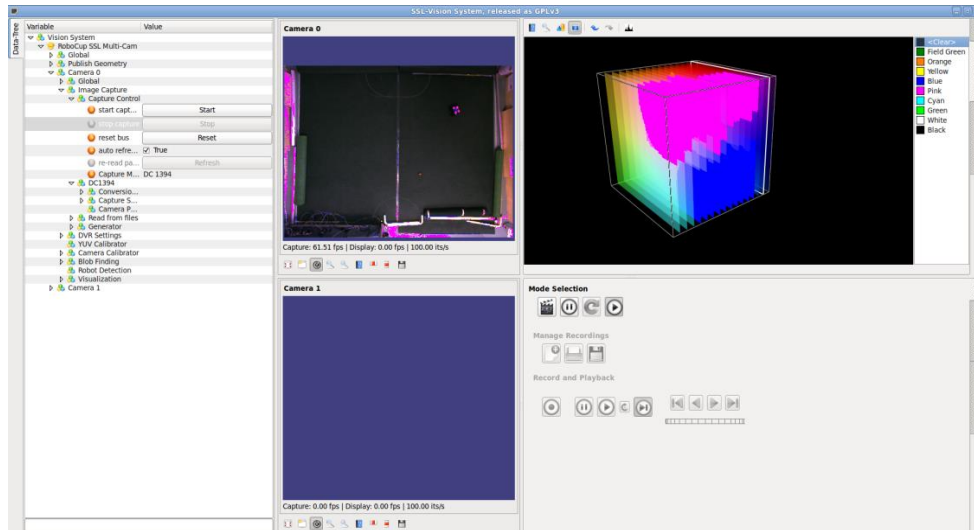 SSL-Vision System, released as GPLv3
Data-Tree
Variable Value
Vision System
RoboCup SSL Multi-Cam
Global
Publish Geometry
Camera 0
Global
Image Capture
Capture Control
start capt... Start
stop capture Stop
reset bus Reset
auto refre... True
re-read pa... Refresh
Capture M... DC 1394
DC1394
Conversio...
Capture S...
Camera P...
Read from files
Generator
DVR Settings
YUV Calibrator
Camera Calibrator
Blob Finding
Robot Detection
Visualization
Camera 1
Camera 0
Capture: 61.51 fps | Display: 0.00 fps | 100.00 its/s
Camera 1
Capture: 0.00 fps | Display: 0.00 fps | 100.00 its/s
<Clear>
Field Green
Orange
Yellow
Blue
Pink
Cyan
Green
White
Black
Mode Selection
Manage Recordings
Record and Playback